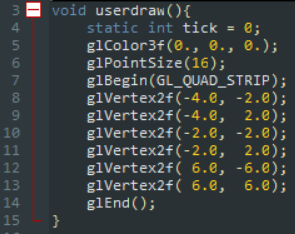 3 void userdraw(){
4 static int tick = 0;
5 glColor3f(0., 0., 0.);
6 glPointSize(16);
7 glBegin(GL_QUAD_STRIP);
8 glVertex2f(-4.0, -2.0);
9 glVertex2f(-4.0,  2.0);
10 glVertex2f(-2.0, -2.0);
11 glVertex2f(-2.0,  2.0);
12 glVertex2f( 6.0, -6.0);
13 glVertex2f( 6.0,  6.0);
14 glEnd();
15 }